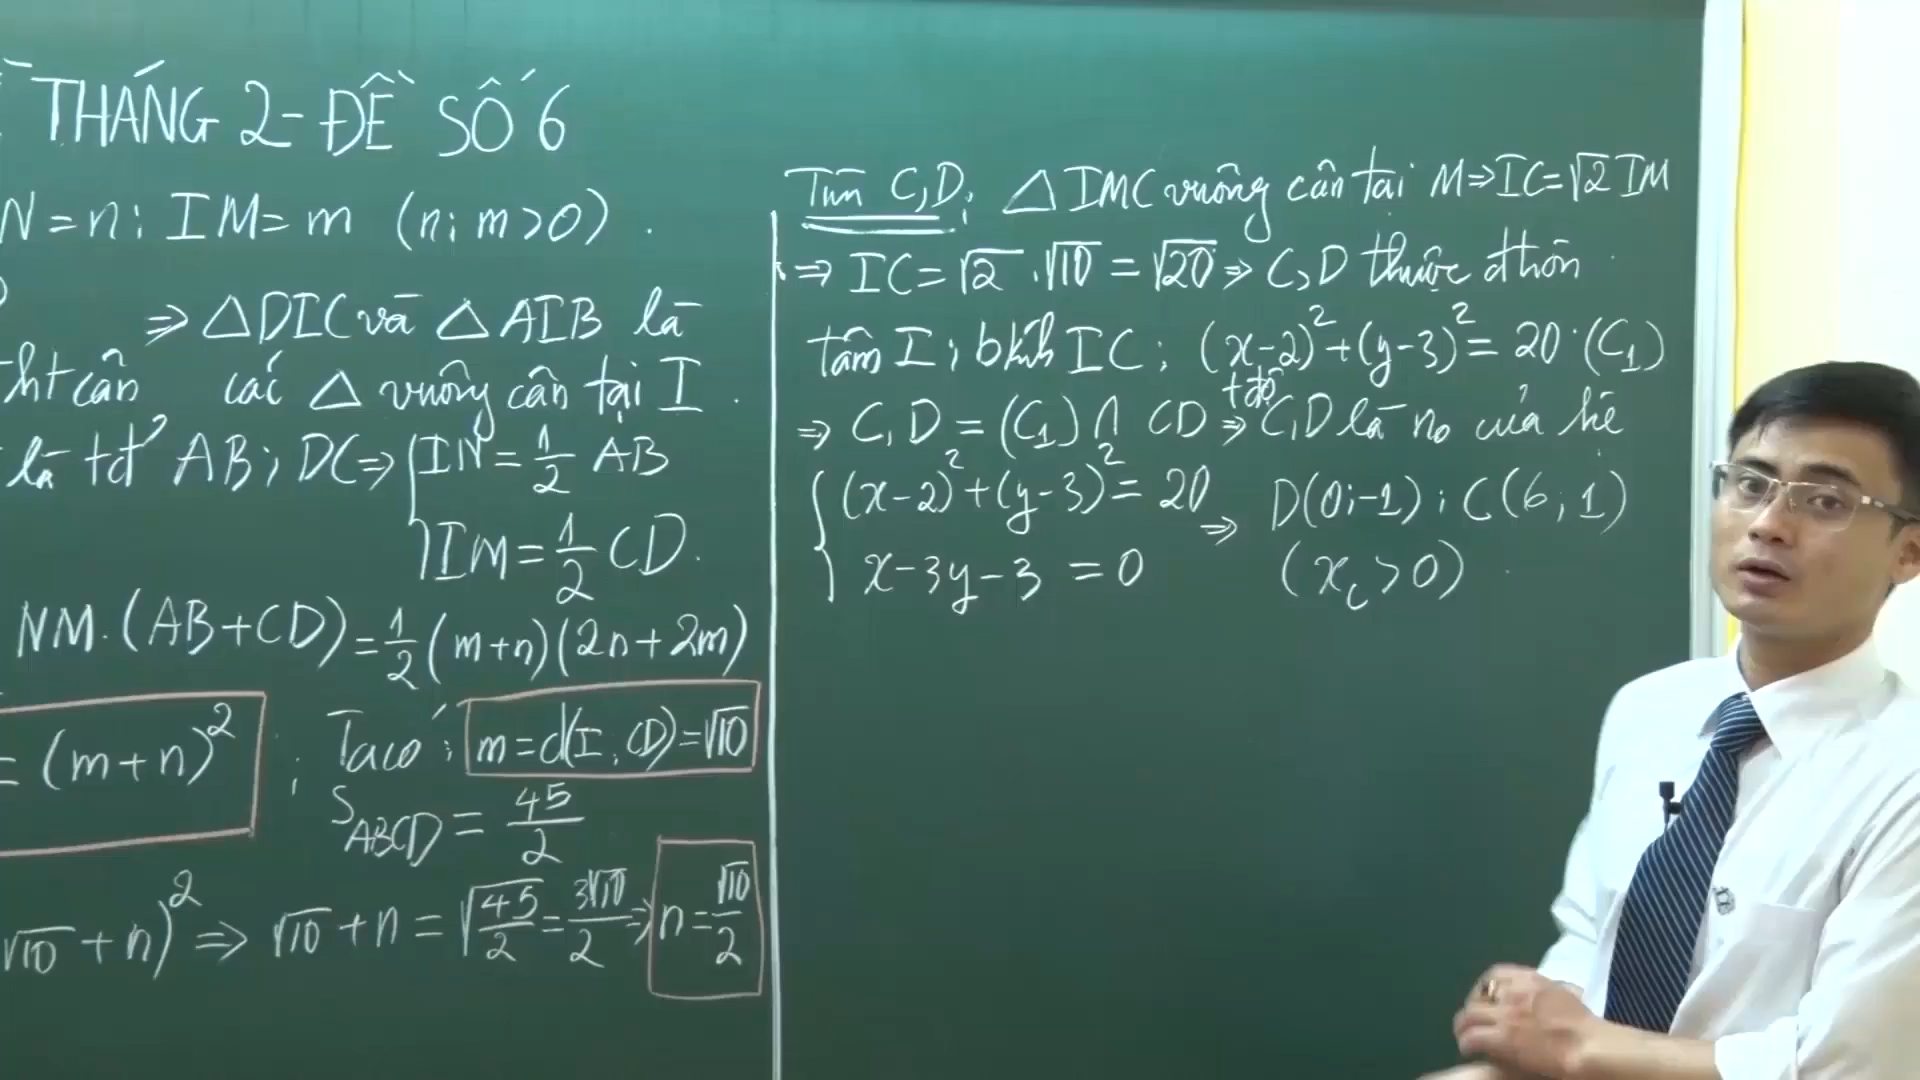 THÁNG 2 - ĐỀ SỐ 6
N = n ; IM = m (n ; m > 0) .
⇒ △DIC và △AIB là
ht cân các △ vuông cân tại I .
là tđ AB ; DC ⇒ { IN = 1/2 AB
IM = 1/2 CD .
NM . (AB + CD) = 1/2 (m + n)(2n + 2m)
= (m + n)² ; Ta có : m = d(I ; CD) = √10
S_ABCD = 45/2
√10 + n)² ⇒ √10 + n = √(45/2) = 3√10/2 ⇒ n = √10/2
Tìm C,D : △IMC vuông cân tại M ⇒ IC = √2 IM
⇒ IC = √2 . √10 = √20 ⇒ C,D thuộc đtròn
tâm I ; bkính IC : (x-2)² + (y-3)² = 20 . (C₁)
⇒ C,D = (C₁) ∩ CD ⇒ tđộ C,D là no của hệ
{ (x-2)² + (y-3)² = 20 ⇒ D(0;-1) ; C(6;1)
x - 3y - 3 = 0 (x_C > 0)